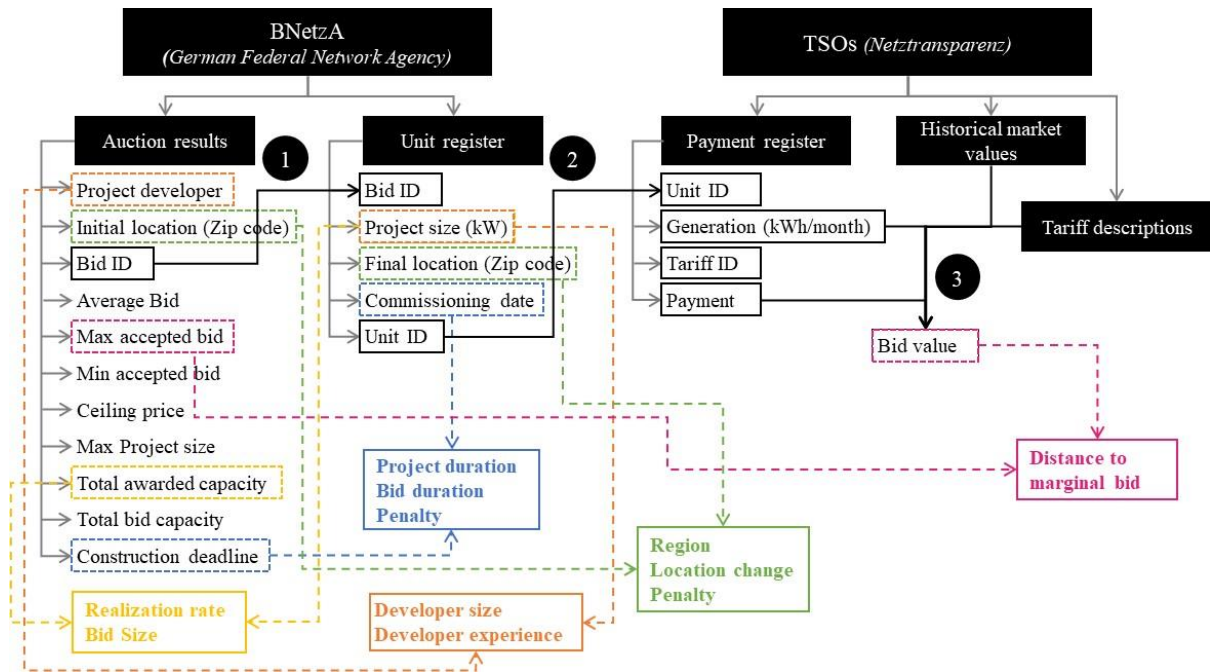 BNetzA
(German Federal Network Agency)
TSOs (Netztransparenz)
Auction results
1
Unit register
2
Payment register
Historical market
values
Project developer
Initial location (Zip code)
Bid ID
Average Bid
Max accepted bid
Min accepted bid
Ceiling price
Max Project size
Total awarded capacity
Total bid capacity
Construction deadline
Bid ID
Project size (kW)
Final location (Zip code)
Commissioning date
Unit ID
Unit ID
Generation (kWh/month)
Tariff ID
Payment
Tariff descriptions
3
Bid value
Project duration
Bid duration
Penalty
Distance to
marginal bid
Region
Location change
Penalty
Realization rate
Bid Size
Developer size
Developer experience